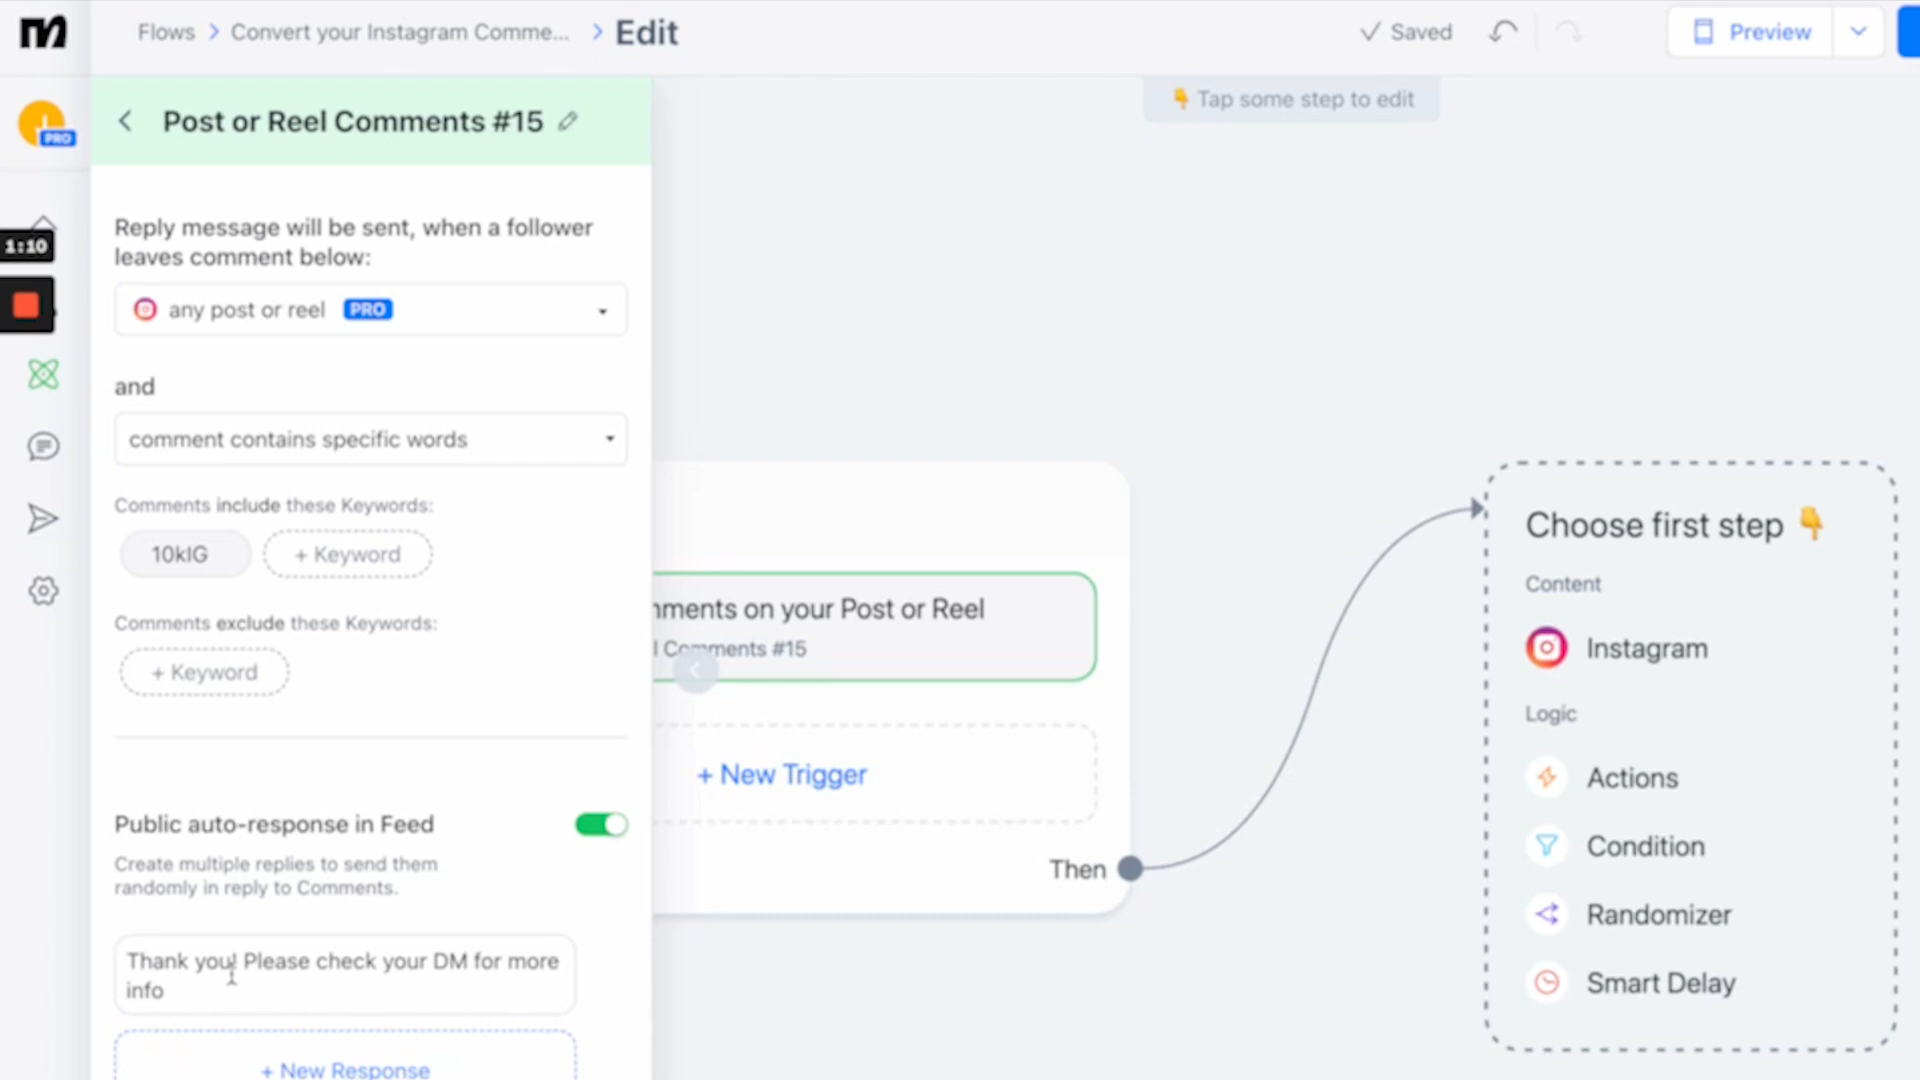 Flows > Convert your Instagram Comme... > Edit
Saved
Preview
Tap some step to edit
PRO
Post or Reel Comments #15
1:10
Reply message will be sent, when a follower
leaves comment below:
any post or reel PRO
and
comment contains specific words
Comments include these Keywords:
10kIG
+ Keyword
Comments exclude these Keywords:
+ Keyword
Public auto-response in Feed
Create multiple replies to send them
randomly in reply to Comments.
Thank you! Please check your DM for more
info
+ New Response
mments on your Post or Reel
l Comments #15
+ New Trigger
Then
Choose first step
Content
Instagram
Logic
Actions
Condition
Randomizer
Smart Delay